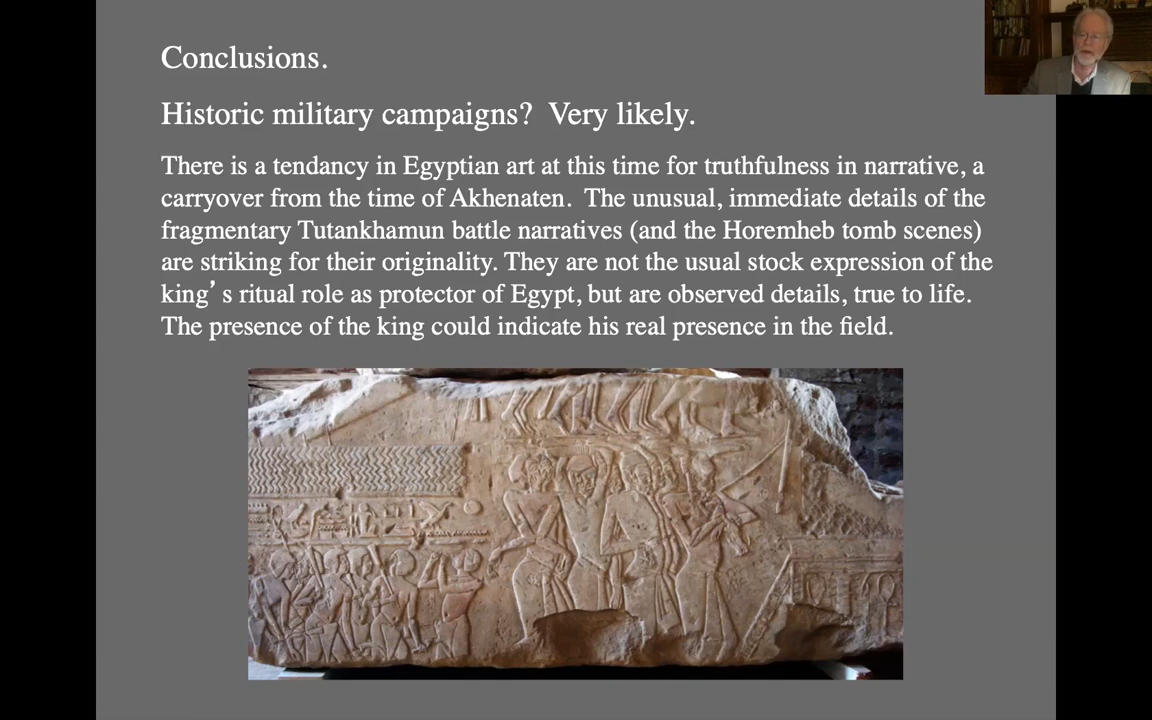 Conclusions.
Historic military campaigns? Very likely.
There is a tendancy in Egyptian art at this time for truthfulness in narrative, a
carryover from the time of Akhenaten. The unusual, immediate details of the
fragmentary Tutankhamun battle narratives (and the Horemheb tomb scenes)
are striking for their originality. They are not the usual stock expression of the
king’s ritual role as protector of Egypt, but are observed details, true to life.
The presence of the king could indicate his real presence in the field.